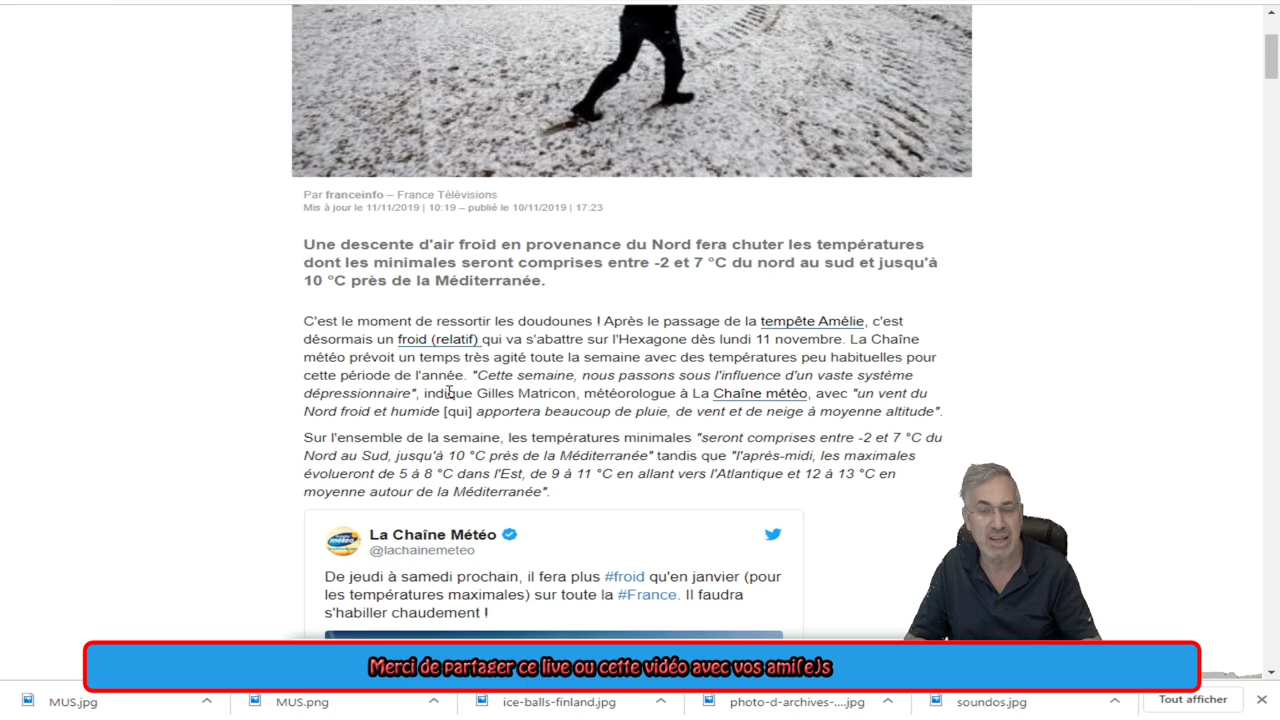 Par franceinfo – France Télévisions
Mis à jour le 11/11/2019 | 10:19 – publié le 10/11/2019 | 17:23
Une descente d'air froid en provenance du Nord fera chuter les températures
dont les minimales seront comprises entre -2 et 7 °C du nord au sud et jusqu'à
10 °C près de la Méditerranée.
C'est le moment de ressortir les doudounes ! Après le passage de la tempête Amélie, c'est
désormais un froid (relatif) qui va s'abattre sur l'Hexagone dès lundi 11 novembre. La Chaîne
météo prévoit un temps très agité toute la semaine avec des températures peu habituelles pour
cette période de l'année. "Cette semaine, nous passons sous l'influence d'un vaste système
dépressionnaire", indique Gilles Matricon, météorologue à La Chaîne météo, avec "un vent du
Nord froid et humide [qui] apportera beaucoup de pluie, de vent et de neige à moyenne altitude".
Sur l'ensemble de la semaine, les températures minimales "seront comprises entre -2 et 7 °C du
Nord au Sud, jusqu'à 10 °C près de la Méditerranée" tandis que "l'après-midi, les maximales
évolueront de 5 à 8 °C dans l'Est, de 9 à 11 °C en allant vers l'Atlantique et 12 à 13 °C en
moyenne autour de la Méditerranée".
La Chaîne Météo
@lachainemeteo
De jeudi à samedi prochain, il fera plus #froid qu'en janvier (pour
les températures maximales) sur toute la #France. Il faudra
s'habiller chaudement !
Merci de partager ce live ou cette vidéo avec vos ami(e)s
MUS.jpg
MUS.png
ice-balls-finland.jpg
photo-d-archives-....jpg
soundos.jpg
Tout afficher